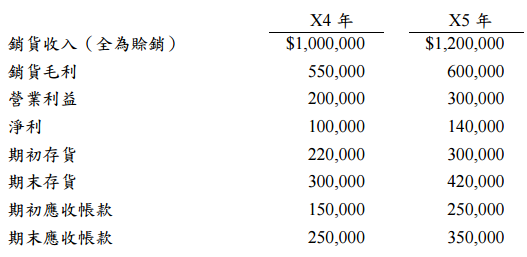 X4 年 X5 年
銷貨收入（全為賒銷） $1,000,000 $1,200,000
銷貨毛利 550,000 600,000
營業利益 200,000 300,000
淨利 100,000 140,000
期初存貨 220,000 300,000
期末存貨 300,000 420,000
期初應收帳款 150,000 250,000
期末應收帳款 250,000 350,000